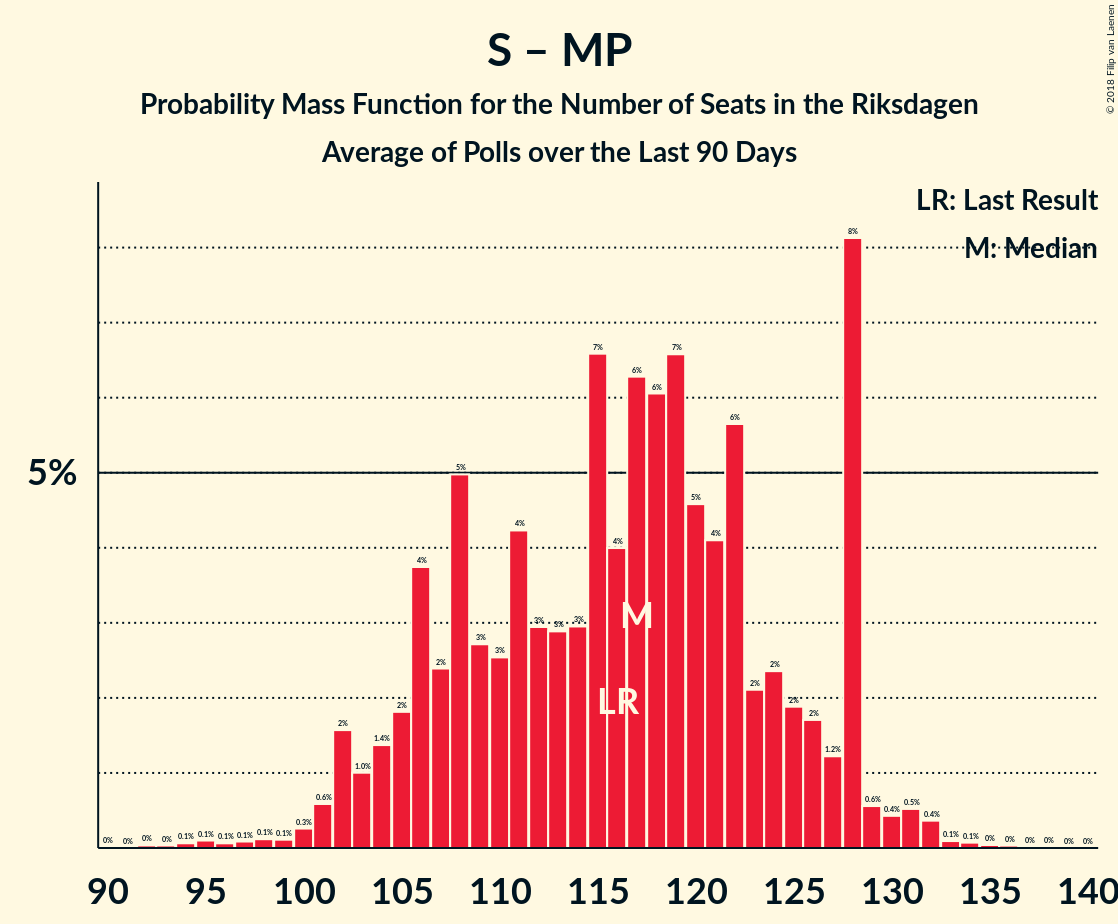 S – MP
Probability Mass Function for the Number of Seats in the Riksdagen
Average of Polls over the Last 90 Days
© 2018 Filip van Laenen
LR: Last Result
M: Median
5%
0% 0% 0% 0% 0.1% 0.1% 0.1% 0.1% 0.1% 0.1% 0.3% 0.6% 2% 1.0% 1.4% 2% 4% 2% 5% 3% 3% 4% 3% 3% 3% 7% 4% 6% 6% 7% 5% 4% 6% 2% 2% 2% 2% 1.2% 8% 0.6% 0.4% 0.5% 0.4% 0.1% 0.1% 0% 0% 0% 0% 0% 0%
M
LR
90 95 100 105 110 115 120 125 130 135 140